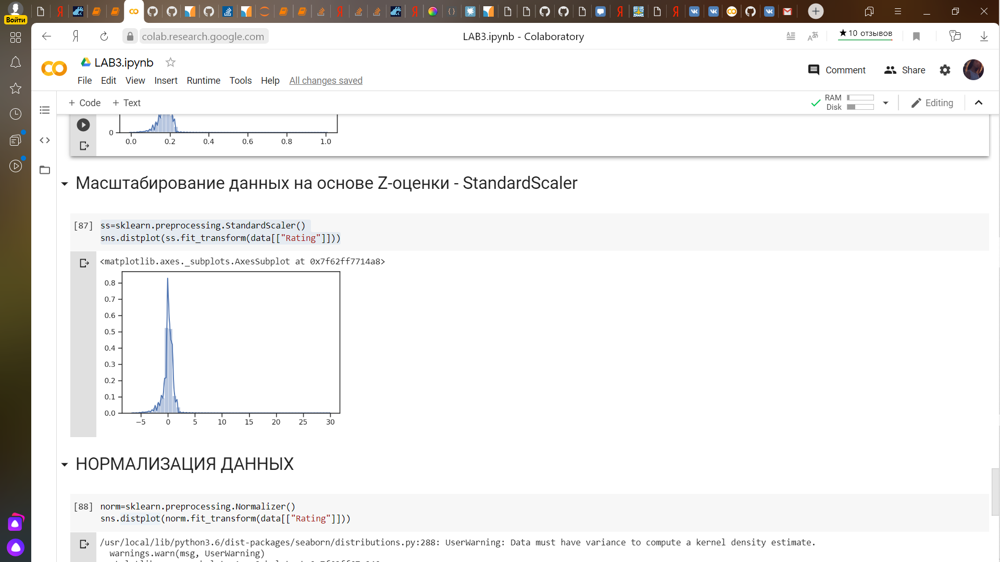 Войти
colab.research.google.com
LAB3.ipynb - Colaboratory
★10 отзывов
LAB3.ipynb
File Edit View Insert Runtime Tools Help All changes saved
Comment
Share
+ Code + Text
RAM
Disk
Editing
0
0.0 0.2 0.4 0.6 0.8 1.0
Масштабирование данных на основе Z-оценки - StandardScaler
[87] ss=sklearn.preprocessing.StandardScaler()
sns.distplot(ss.fit_transform(data[["Rating"]]))
<matplotlib.axes._subplots.AxesSubplot at 0x7f62ff7714a8>
0.8
0.7
0.6
0.5
0.4
0.3
0.2
0.1
0.0
−5 0 5 10 15 20 25 30
НОРМАЛИЗАЦИЯ ДАННЫХ
[88] norm=sklearn.preprocessing.Normalizer()
sns.distplot(norm.fit_transform(data[["Rating"]]))
/usr/local/lib/python3.6/dist-packages/seaborn/distributions.py:288: UserWarning: Data must have variance to compute a kernel density estimate.
warnings.warn(msg, UserWarning)